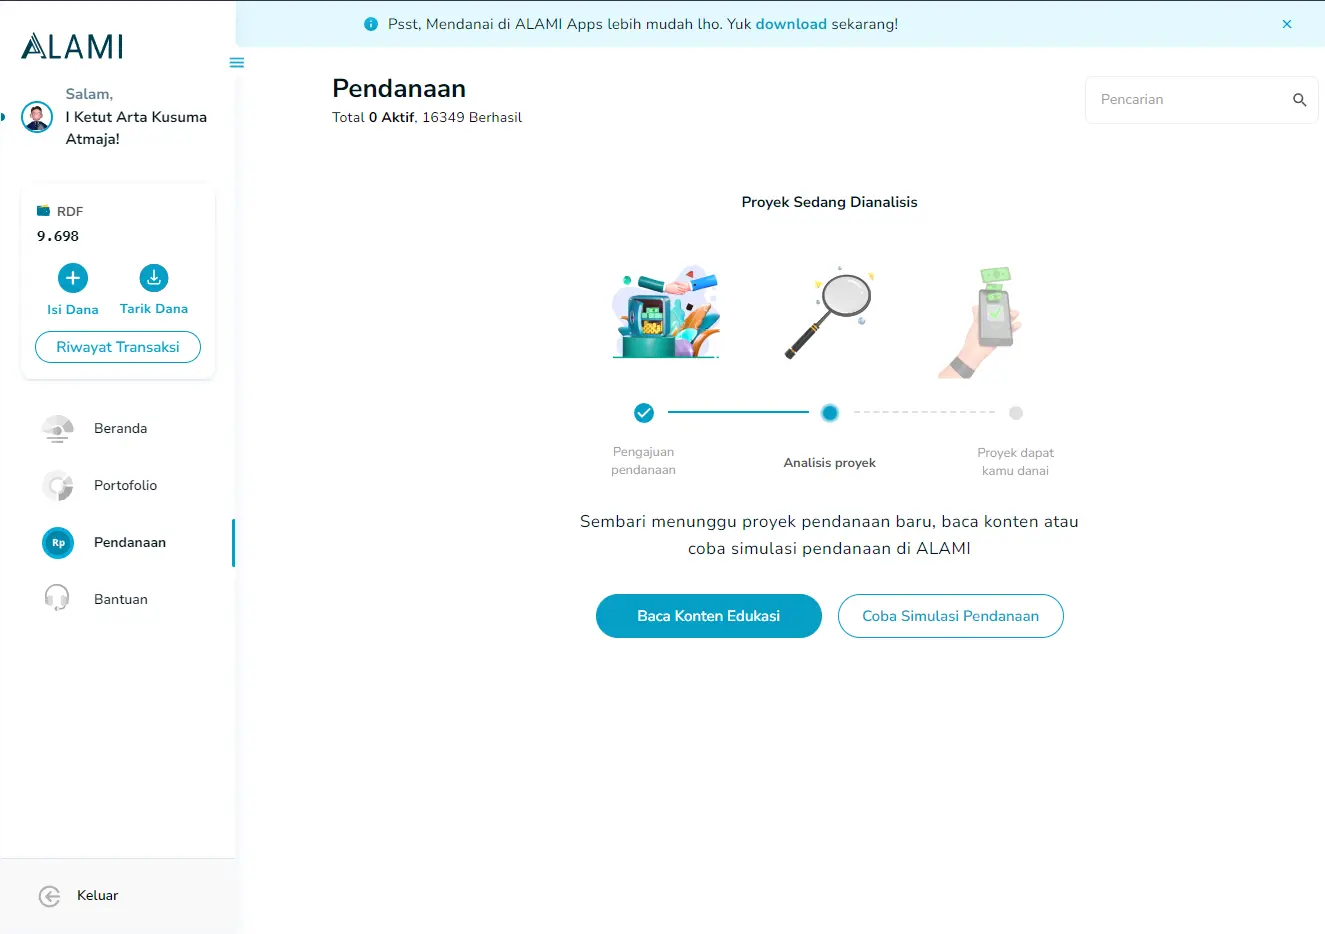 Psst, Mendanai di ALAMI Apps lebih mudah lho. Yuk download sekarang!
ALAMI
Salam,
I Ketut Arta Kusuma
Atmaja!
RDF
9.698
Isi Dana
Tarik Dana
Riwayat Transaksi
Beranda
Portofolio
Rp
Pendanaan
Bantuan
Keluar
Pendanaan
Total 0 Aktif, 16349 Berhasil
Pencarian
Proyek Sedang Dianalisis
Pengajuan
pendanaan
Analisis proyek
Proyek dapat
kamu danai
Sembari menunggu proyek pendanaan baru, baca konten atau
coba simulasi pendanaan di ALAMI
Baca Konten Edukasi
Coba Simulasi Pendanaan